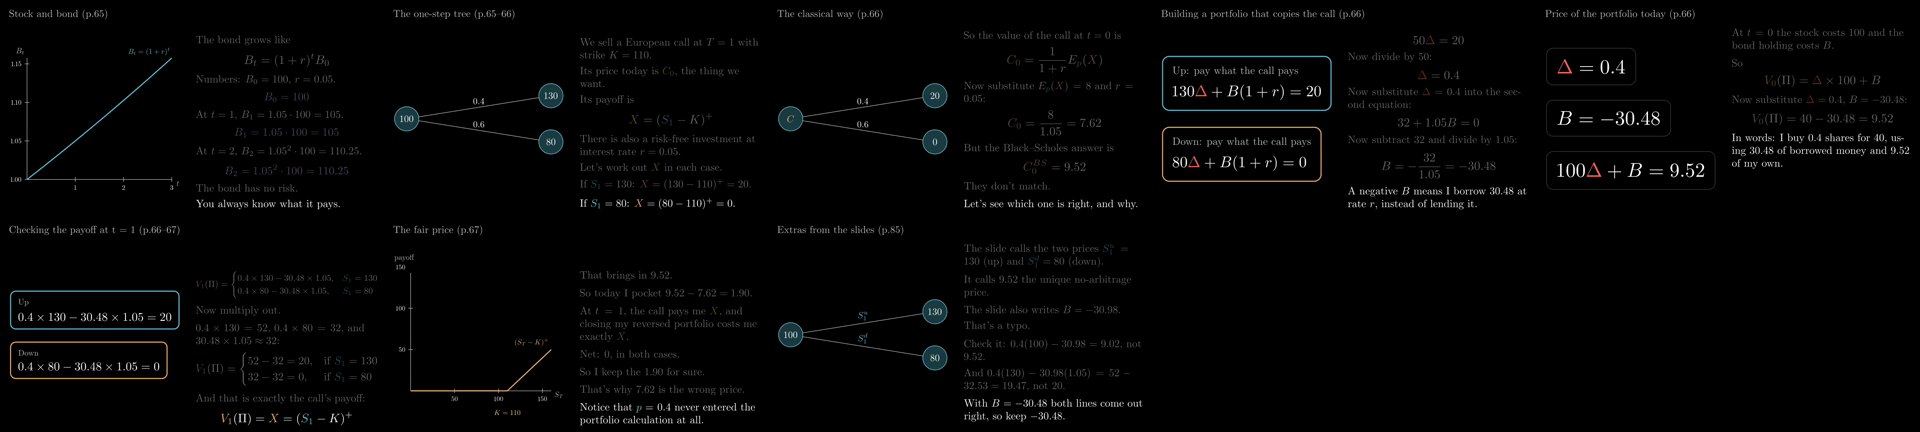 Stock and bond (p.65)
B_t
B_t = (1 + r)^t
1.15
1.10
1.05
1.00
1
2
3
t
The bond grows like
B_t = (1 + r)^t B_0
Numbers: B_0 = 100, r = 0.05.
B_0 = 100
At t = 1, B_1 = 1.05 · 100 = 105.
B_1 = 1.05 · 100 = 105
At t = 2, B_2 = 1.05² · 100 = 110.25.
B_2 = 1.05² · 100 = 110.25
The bond has no risk.
You always know what it pays.
The one-step tree (p.65–66)
100
0.4
0.6
130
80
We sell a European call at T = 1 with
strike K = 110.
Its price today is C_0, the thing we
want.
Its payoff is
X = (S_1 − K)^+
There is also a risk-free investment at
interest rate r = 0.05.
Let's work out X in each case.
If S_1 = 130: X = (130 − 110)^+ = 20.
If S_1 = 80: X = (80 − 110)^+ = 0.
The classical way (p.66)
C
0.4
0.6
20
0
So the value of the call at t = 0 is
C_0 = 1/(1 + r) E_p(X)
Now substitute E_p(X) = 8 and r =
0.05:
C_0 = 8/1.05 = 7.62
But the Black–Scholes answer is
C_0^{BS} = 9.52
They don't match.
Let's see which one is right, and why.
Building a portfolio that copies the call (p.66)
Up: pay what the call pays
130Δ + B(1 + r) = 20
Down: pay what the call pays
80Δ + B(1 + r) = 0
50Δ = 20
Now divide by 50:
Δ = 0.4
Now substitute Δ = 0.4 into the sec-
ond equation:
32 + 1.05B = 0
Now subtract 32 and divide by 1.05:
B = −32/1.05 = −30.48
A negative B means I borrow 30.48 at
rate r, instead of lending it.
Price of the portfolio today (p.66)
Δ = 0.4
B = −30.48
100Δ + B = 9.52
At t = 0 the stock costs 100 and the
bond holding costs B.
So
V_0(Π) = Δ × 100 + B
Now substitute Δ = 0.4, B = −30.48:
V_0(Π) = 40 − 30.48 = 9.52
In words: I buy 0.4 shares for 40, us-
ing 30.48 of borrowed money and 9.52
of my own.
Checking the payoff at t = 1 (p.66–67)
Up
0.4 × 130 − 30.48 × 1.05 = 20
Down
0.4 × 80 − 30.48 × 1.05 = 0
V_1(Π) = { 0.4 × 130 − 30.48 × 1.05, S_1 = 130
0.4 × 80 − 30.48 × 1.05, S_1 = 80
Now multiply out.
0.4 × 130 = 52, 0.4 × 80 = 32, and
30.48 × 1.05 ≈ 32:
V_1(Π) = { 52 − 32 = 20, if S_1 = 130
32 − 32 = 0, if S_1 = 80
And that is exactly the call's payoff:
V_1(Π) = X = (S_1 − K)^+
The fair price (p.67)
payoff
150
100
50
50
100
150
S_T
(S_T − K)^+
K = 110
That brings in 9.52.
So today I pocket 9.52 − 7.62 = 1.90.
At t = 1, the call pays me X, and
closing my reversed portfolio costs me
exactly X.
Net: 0, in both cases.
So I keep the 1.90 for sure.
That's why 7.62 is the wrong price.
Notice that p = 0.4 never entered the
portfolio calculation at all.
Extras from the slides (p.85)
100
S_1^u
S_1^d
130
80
The slide calls the two prices S_1^u =
130 (up) and S_1^d = 80 (down).
It calls 9.52 the unique no-arbitrage
price.
The slide also writes B = −30.98.
That's a typo.
Check it: 0.4(100) − 30.98 = 9.02, not
9.52.
And 0.4(130) − 30.98(1.05) = 52 −
32.53 = 19.47, not 20.
With B = −30.48 both lines come out
right, so keep −30.48.